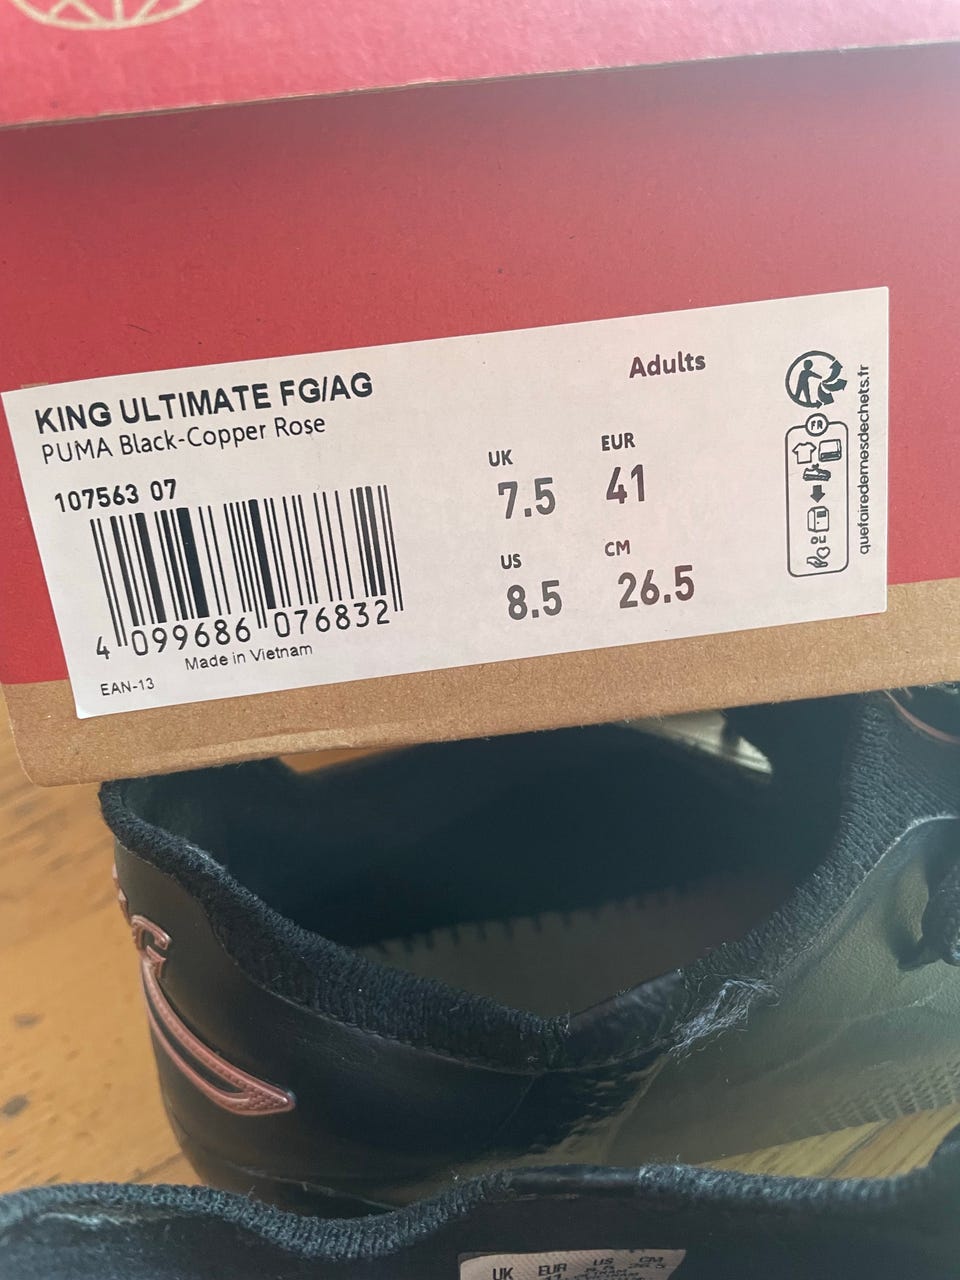 KING ULTIMATE FG/AG
PUMA Black-Copper Rose
107563 07
4 099686 076832
Made in Vietnam
EAN-13
Adults
UK
7.5
EUR
41
US
8.5
CM
26.5
FR
OU
quefairedemesdechets.fr
UK EUR US CM